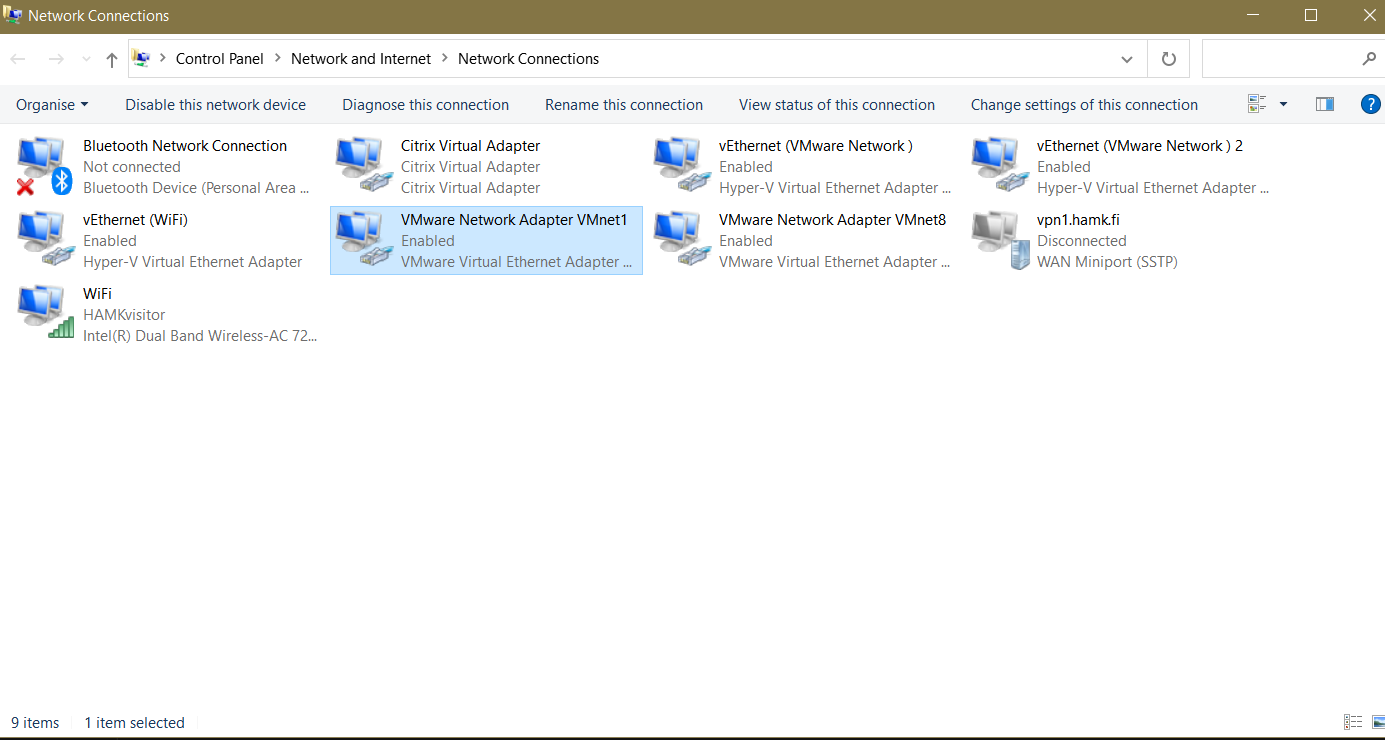 Network Connections
Control Panel > Network and Internet > Network Connections
Organise Disable this network device Diagnose this connection Rename this connection View status of this connection Change settings of this connection ?
Bluetooth Network Connection
Not connected
Bluetooth Device (Personal Area ...
Citrix Virtual Adapter
Citrix Virtual Adapter
Citrix Virtual Adapter
vEthernet (VMware Network )
Enabled
Hyper-V Virtual Ethernet Adapter ...
vEthernet (VMware Network ) 2
Enabled
Hyper-V Virtual Ethernet Adapter ...
vEthernet (WiFi)
Enabled
Hyper-V Virtual Ethernet Adapter
VMware Network Adapter VMnet1
Enabled
VMware Virtual Ethernet Adapter ...
VMware Network Adapter VMnet8
Enabled
VMware Virtual Ethernet Adapter ...
vpn1.hamk.fi
Disconnected
WAN Miniport (SSTP)
WiFi
HAMKvisitor
Intel(R) Dual Band Wireless-AC 72...
9 items 1 item selected